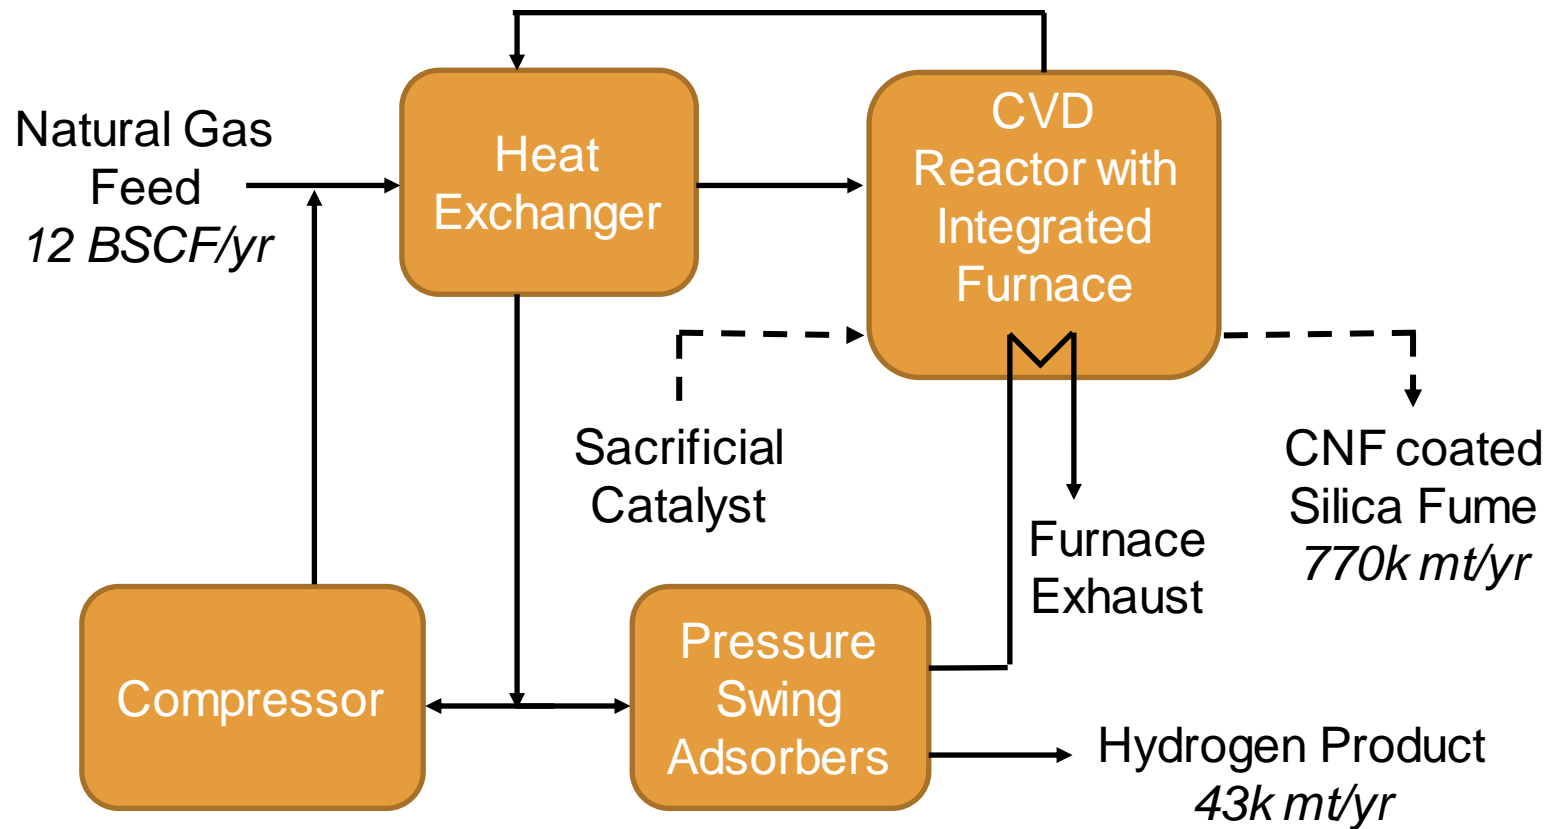 Natural Gas
Feed
12 BSCF/yr
Heat
Exchanger
CVD
Reactor with
Integrated
Furnace
Sacrificial
Catalyst
CNF coated
Silica Fume
770k mt/yr
Furnace
Exhaust
Compressor
Pressure
Swing
Adsorbers
Hydrogen Product
43k mt/yr